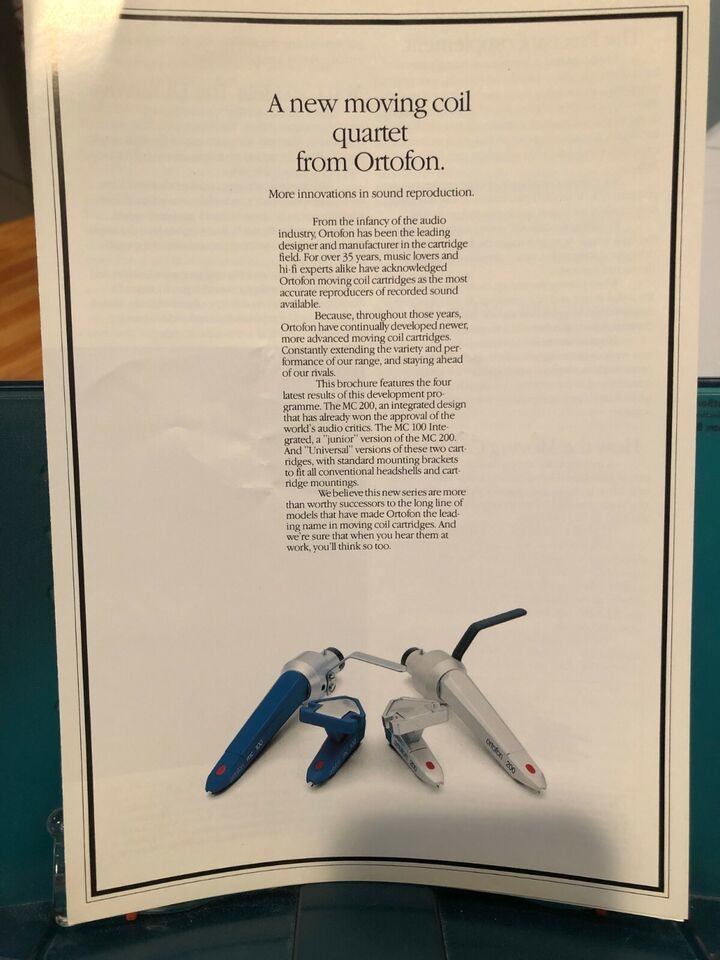 A new moving coil
quartet
from Ortofon.
More innovations in sound reproduction.
From the infancy of the audio
industry, Ortofon has been the leading
designer and manufacturer in the cartridge
field. For over 35 years, music lovers and
hi-fi experts alike have acknowledged
Ortofon moving coil cartridges as the most
accurate reproducers of recorded sound
available.
Because, throughout those years,
Ortofon have continually developed newer,
more advanced moving coil cartridges.
Constantly extending the variety and per-
formance of our range, and staying ahead
of our rivals.
This brochure features the four
latest results of this development pro-
gramme. The MC 200, an integrated design
that has already won the approval of the
world's audio critics. The MC 100 Inte-
grated, a "junior" version of the MC 200.
And "Universal" versions of these two cart-
ridges, with standard mounting brackets
to fit all conventional headshells and cart-
ridge mountings.
We believe this new series are more
than worthy successors to the long line of
models that have made Ortofon the lead-
ing name in moving coil cartridges. And
we're sure that when you hear them at
work, you'll think so too.
ortofon mc 100
ortofon 200
ortofon 200